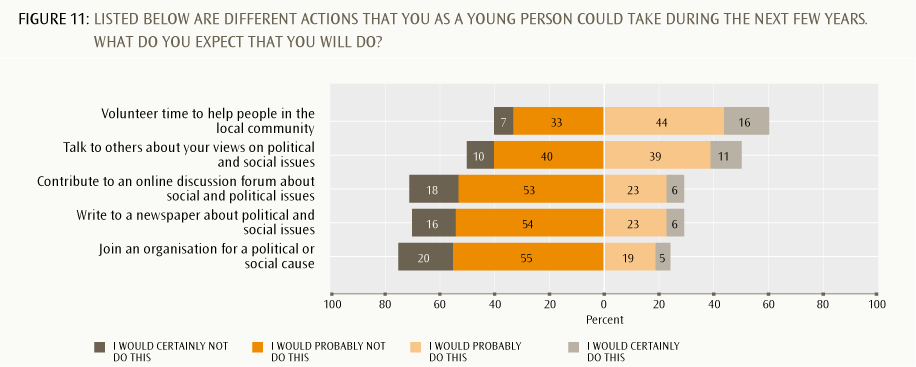 FIGURE 11: LISTED BELOW ARE DIFFERENT ACTIONS THAT YOU AS A YOUNG PERSON COULD TAKE DURING THE NEXT FEW YEARS.
WHAT DO YOU EXPECT THAT YOU WILL DO?
Volunteer time to help people in the
local community
7 33 44 16
Talk to others about your views on political
and social issues
10 40 39 11
Contribute to an online discussion forum about
social and political issues
18 53 23 6
Write to a newspaper about political and
social issues
16 54 23 6
Join an organisation for a political or
social cause
20 55 19 5
100 80 60 40 20 0 20 40 60 80 100
Percent
I WOULD CERTAINLY NOT
DO THIS
I WOULD PROBABLY NOT
DO THIS
I WOULD PROBABLY
DO THIS
I WOULD CERTAINLY
DO THIS